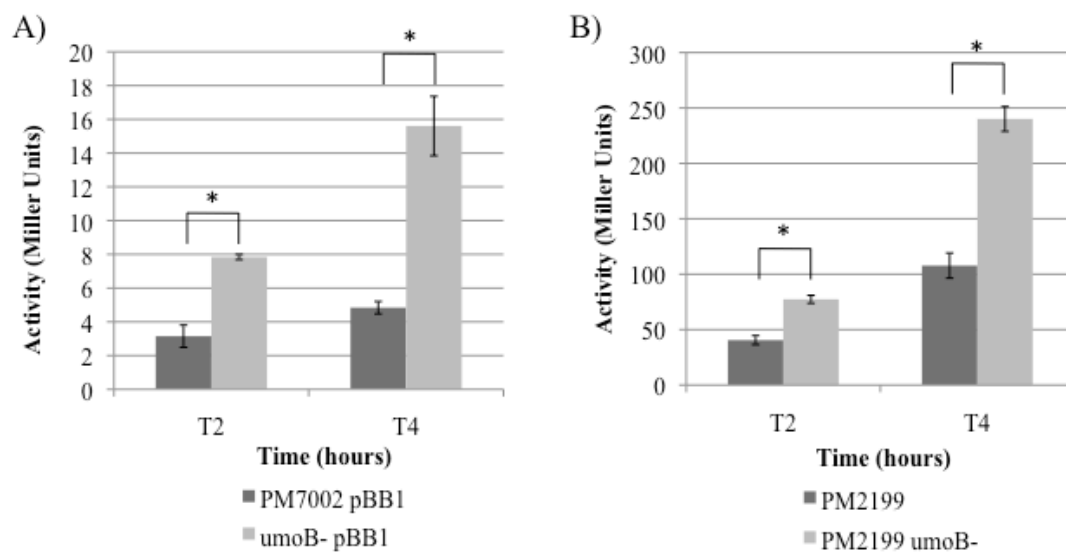 A)
Activity (Miller Units)
20
18
16
14
12
10
8
6
4
2
0
*
*
T2
T4
Time (hours)
PM7002 pBB1
umoB- pBB1
B)
Activity (Miller Units)
300
250
200
150
100
50
0
*
*
T2
T4
Time (hours)
PM2199
PM2199 umoB-